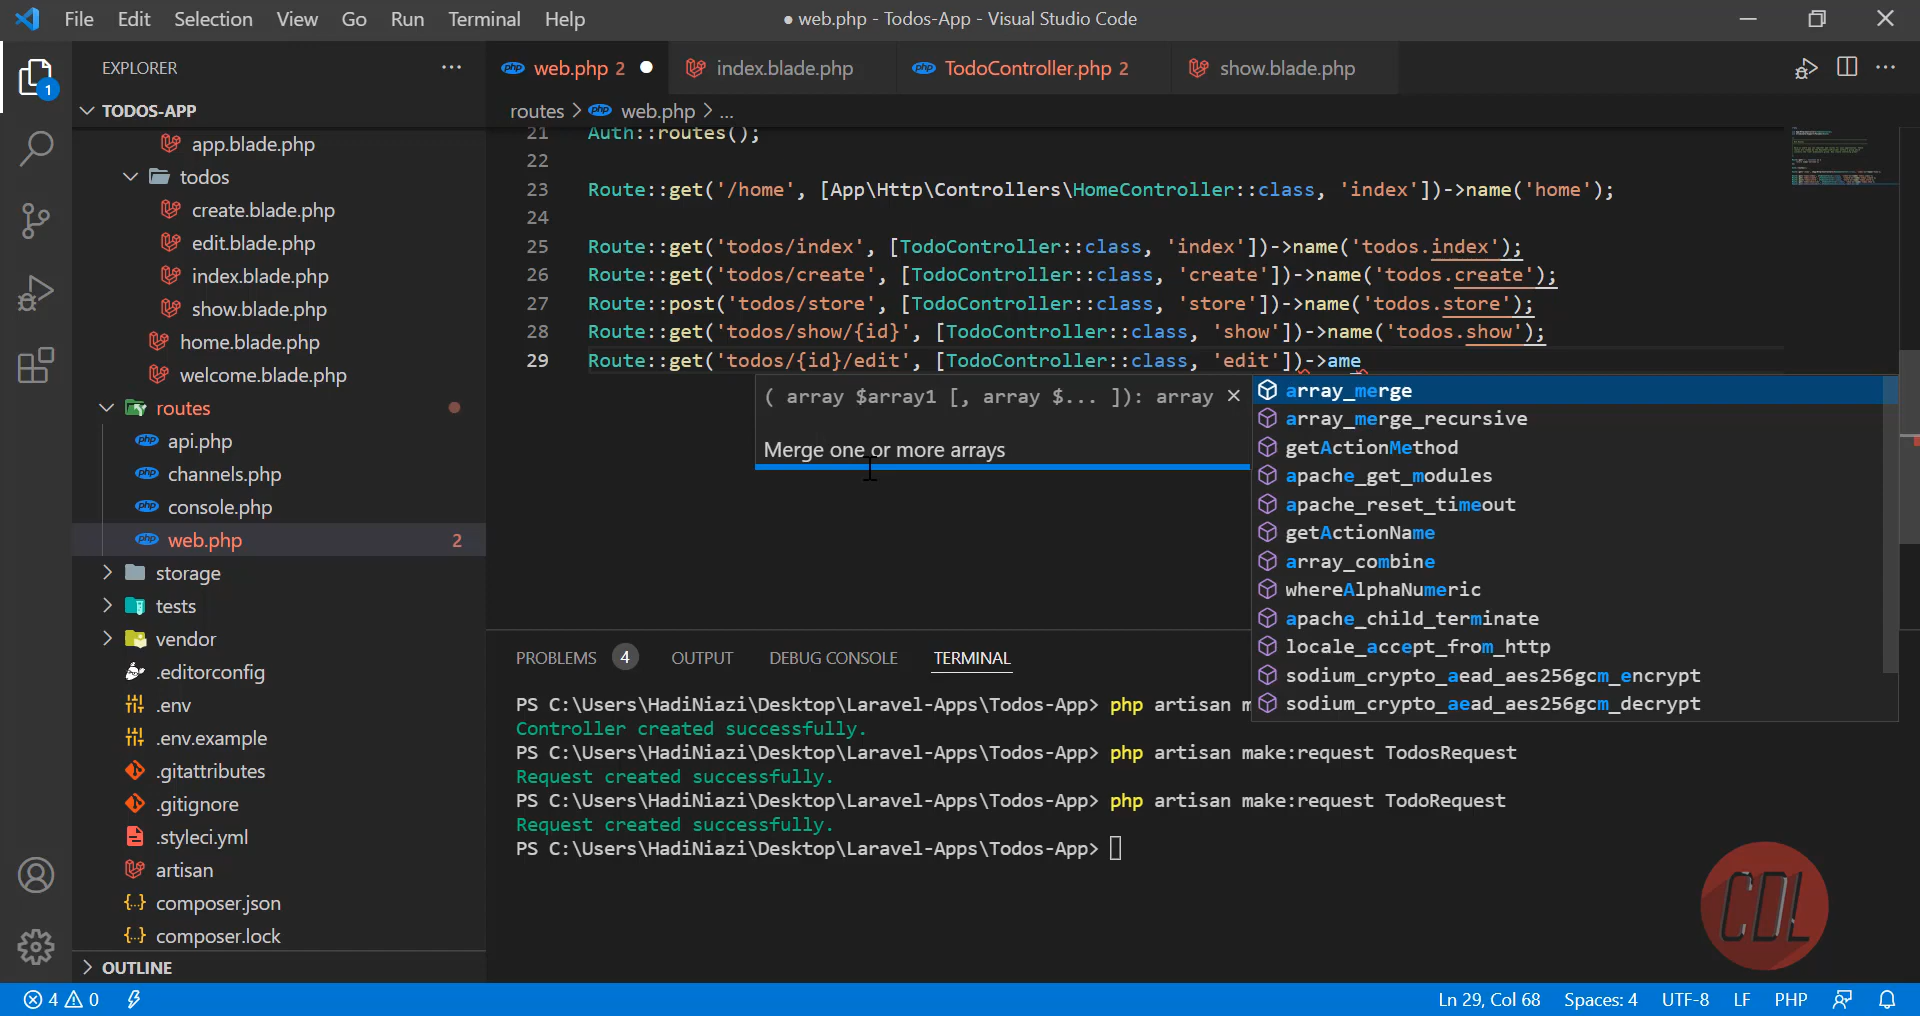 File Edit Selection View Go Run Terminal Help
● web.php - Todos-App - Visual Studio Code
EXPLORER
TODOS-APP
app.blade.php
todos
create.blade.php
edit.blade.php
index.blade.php
show.blade.php
home.blade.php
welcome.blade.php
routes
api.php
channels.php
console.php
web.php 2
storage
tests
vendor
.editorconfig
.env
.env.example
.gitattributes
.gitignore
.styleci.yml
artisan
composer.json
composer.lock
OUTLINE
1
php web.php 2 ● index.blade.php php TodoController.php 2 show.blade.php
routes > php web.php > ...
21 Auth::routes();
22
23 Route::get('/home', [App\Http\Controllers\HomeController::class, 'index'])->name('home');
24
25 Route::get('todos/index', [TodoController::class, 'index'])->name('todos.index');
26 Route::get('todos/create', [TodoController::class, 'create'])->name('todos.create');
27 Route::post('todos/store', [TodoController::class, 'store'])->name('todos.store');
28 Route::get('todos/show/{id}', [TodoController::class, 'show'])->name('todos.show');
29 Route::get('todos/{id}/edit', [TodoController::class, 'edit'])->ame
( array $array1 [, array $... ]): array
Merge one or more arrays
array_merge
array_merge_recursive
getActionMethod
apache_get_modules
apache_reset_timeout
getActionName
array_combine
whereAlphaNumeric
apache_child_terminate
locale_accept_from_http
sodium_crypto_aead_aes256gcm_encrypt
sodium_crypto_aead_aes256gcm_decrypt
PROBLEMS 4 OUTPUT DEBUG CONSOLE TERMINAL
PS C:\Users\HadiNiazi\Desktop\Laravel-Apps\Todos-App> php artisan m
Controller created successfully.
PS C:\Users\HadiNiazi\Desktop\Laravel-Apps\Todos-App> php artisan make:request TodosRequest
Request created successfully.
PS C:\Users\HadiNiazi\Desktop\Laravel-Apps\Todos-App> php artisan make:request TodoRequest
Request created successfully.
PS C:\Users\HadiNiazi\Desktop\Laravel-Apps\Todos-App>
CDL
4 0 Ln 29, Col 68 Spaces: 4 UTF-8 LF PHP